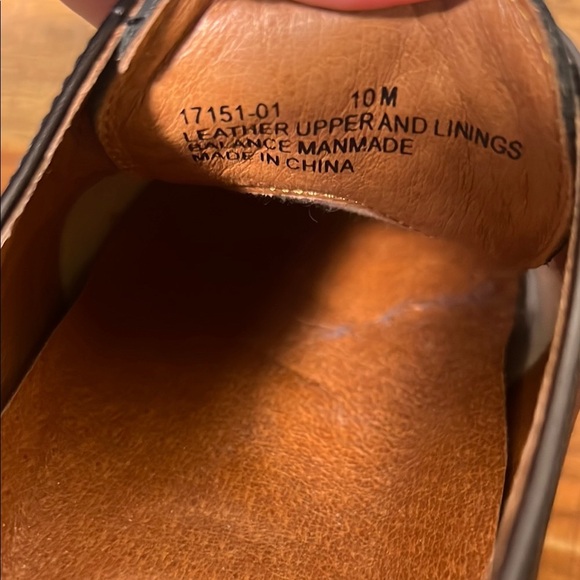 17151-01 10M
LEATHER UPPER AND LININGS
BALANCE MANMADE
MADE IN CHINA